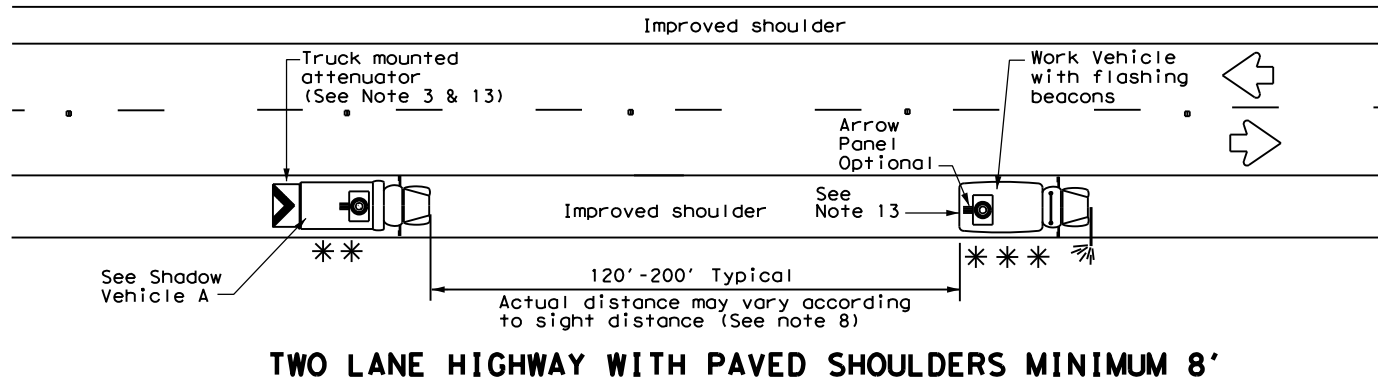 Improved shoulder
Truck mounted
attenuator
(See Note 3 & 13)
Work Vehicle
with flashing
beacons
Arrow
Panel
Optional
See
Note 13
Improved shoulder
See Shadow
Vehicle A
120'-200' Typical
Actual distance may vary according
to sight distance (See note 8)
TWO LANE HIGHWAY WITH PAVED SHOULDERS MINIMUM 8'